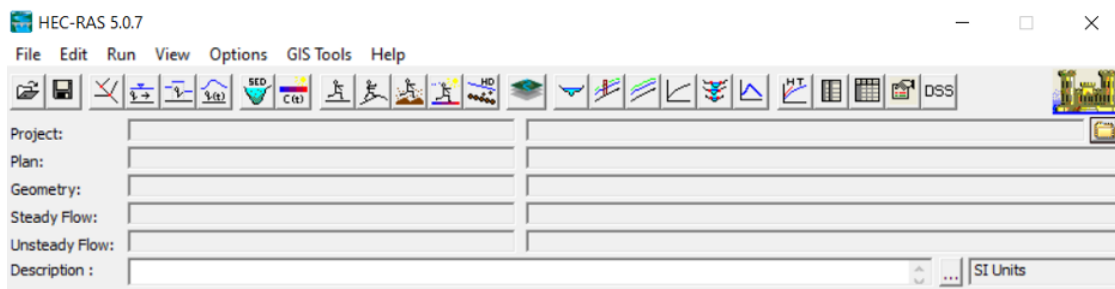 HEC-RAS 5.0.7
File Edit Run View Options GIS Tools Help
SED C(t) HD HT DSS
Project:
Plan:
Geometry:
Steady Flow:
Unsteady Flow:
Description : ... SI Units